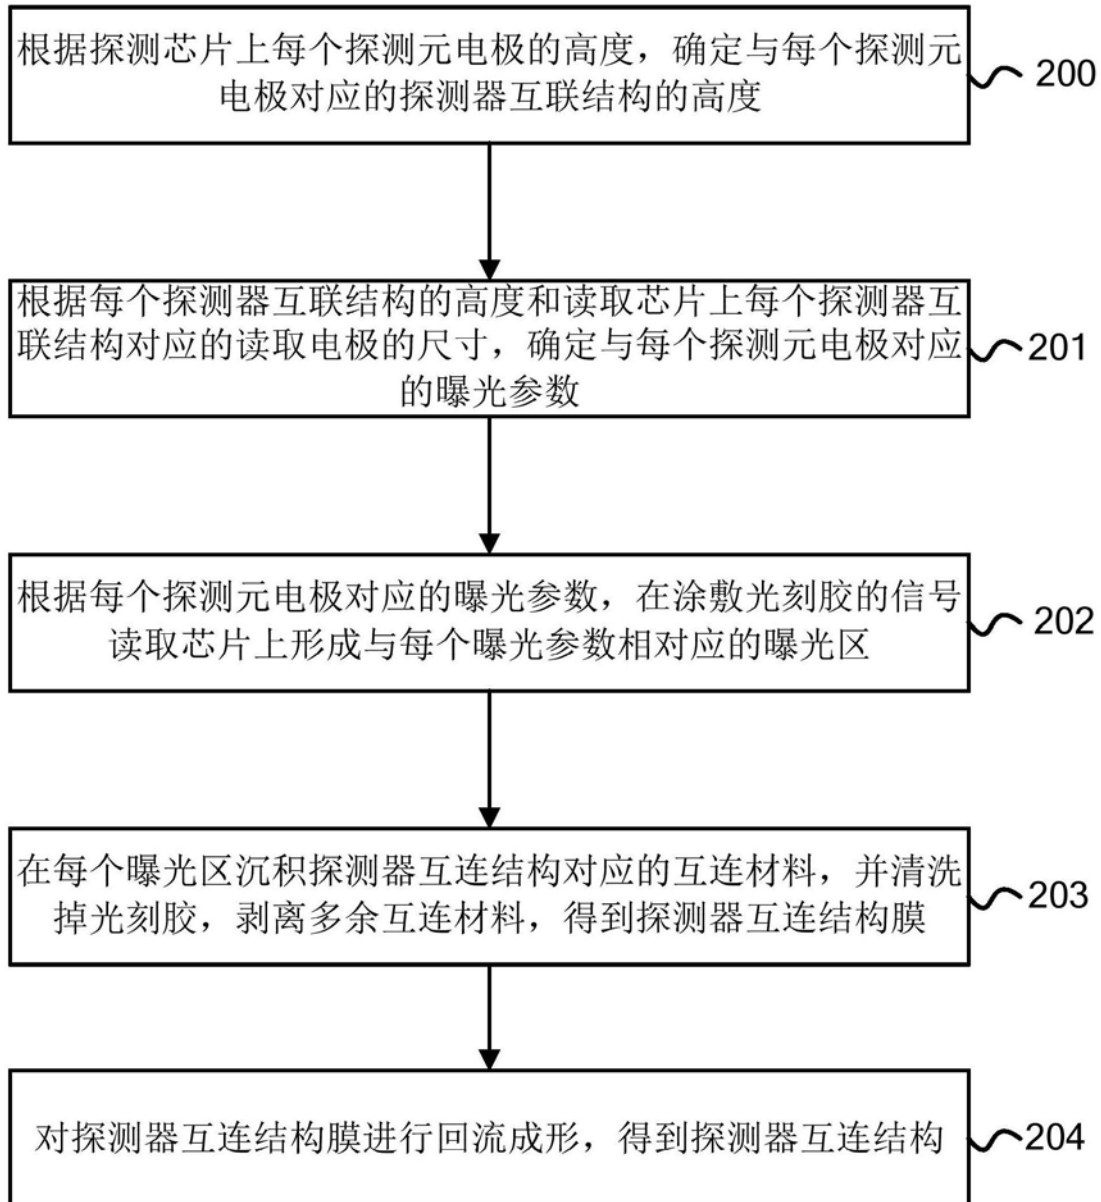 根据探测芯片上每个探测元电极的高度，确定与每个探测元
电极对应的探测器互联结构的高度
200
根据每个探测器互联结构的高度和读取芯片上每个探测器互
联结构对应的读取电极的尺寸，确定与每个探测元电极对应
的曝光参数
201
根据每个探测元电极对应的曝光参数，在涂敷光刻胶的信号
读取芯片上形成与每个曝光参数相对应的曝光区
202
在每个曝光区沉积探测器互连结构对应的互连材料，并清洗
掉光刻胶，剥离多余互连材料，得到探测器互连结构膜
203
对探测器互连结构膜进行回流成形，得到探测器互连结构
204